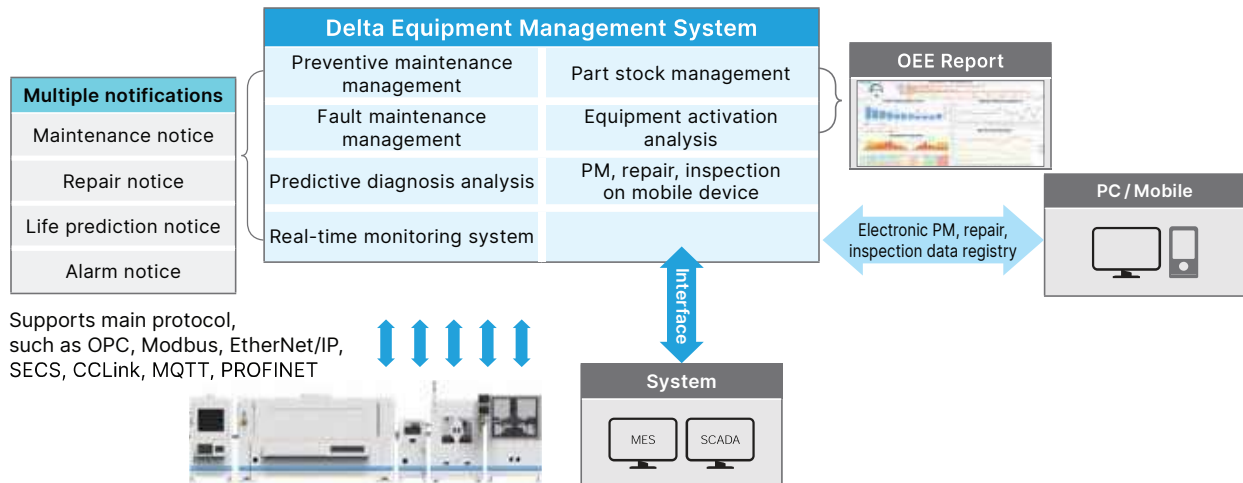 Delta Equipment Management System
Preventive maintenance
management
Part stock management
Fault maintenance
management
Equipment activation
analysis
Predictive diagnosis analysis
PM, repair, inspection
on mobile device
Real-time monitoring system
Multiple notifications
Maintenance notice
Repair notice
Life prediction notice
Alarm notice
OEE Report
PC / Mobile
Electronic PM, repair,
inspection data registry
Interface
Supports main protocol,
such as OPC, Modbus, EtherNet/IP,
SECS, CCLink, MQTT, PROFINET
System
MES
SCADA